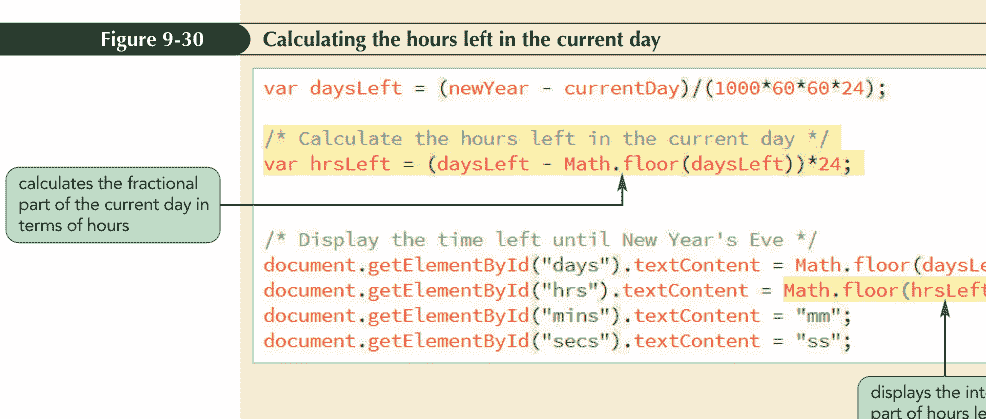 Figure 9-30
Calculating the hours left in the current day
var daysLeft = (newYear - currentDay)/(1000*60*60*24);
/* Calculate the hours left in the current day */
var hrsLeft = (daysLeft - Math.floor(daysLeft))*24;
calculates the fractional
part of the current day in
terms of hours
/* Display the time left until New Year's Eve */
document.getElementById("days").textContent = Math.floor(daysLe
document.getElementById("hrs").textContent = Math.floor(hrsLeft
document.getElementById("mins").textContent = "mm";
document.getElementById("secs").textContent = "ss";
displays the int
part of hours le